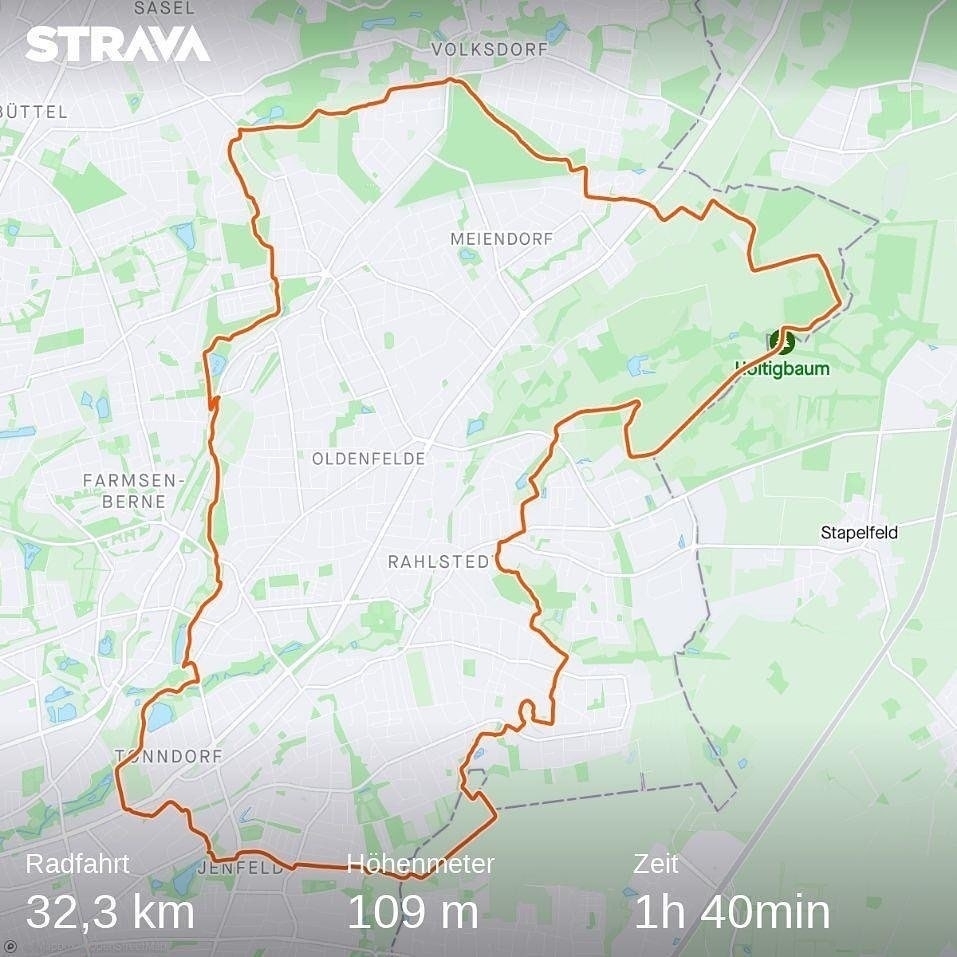 SASEL
STRAVA
VOLKSDORF
BÜTTEL
MEIENDORF
Höltigbaum
OLDENFELDE
FARMSEN-
BERNE
Stapelfeld
RAHLSTEDT
TONNDORF
JENFELD
Radfahrt
Höhenmeter
Zeit
32,3 km
109 m
1h 40min